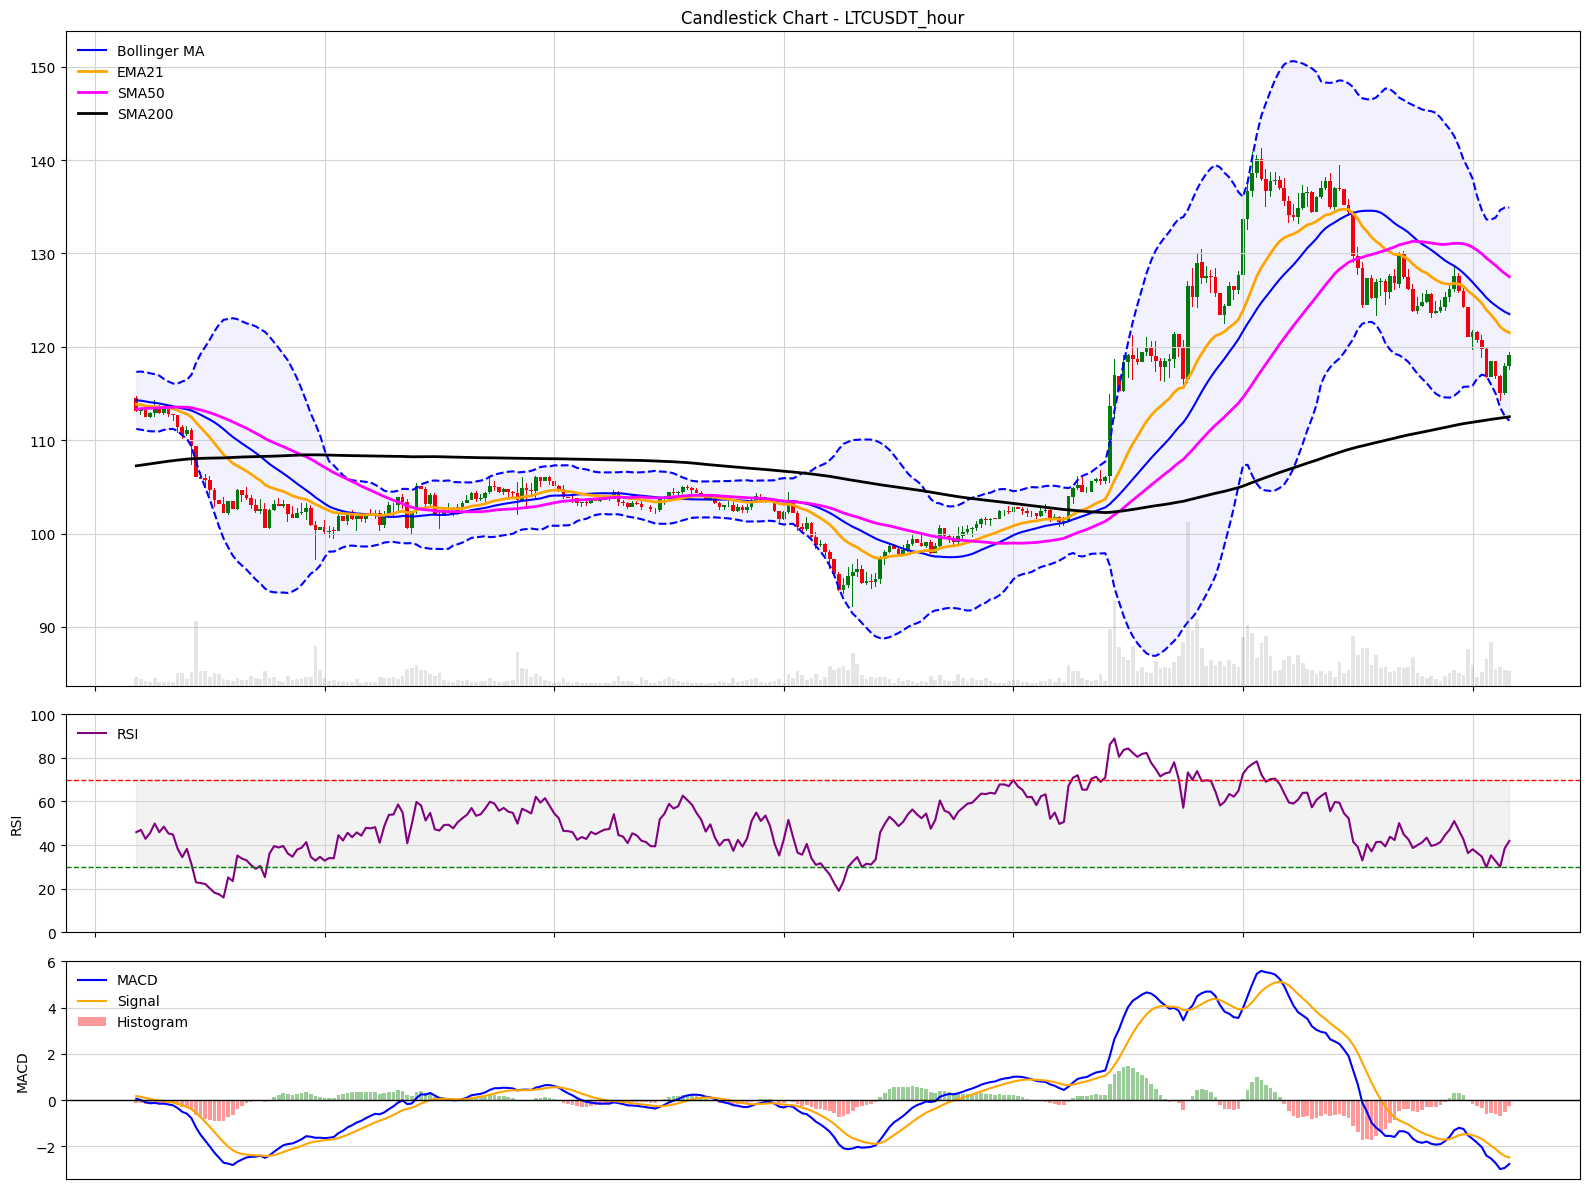 Candlestick Chart - LTCUSDT_hour
Bollinger MA
EMA21
SMA50
SMA200
150
140
130
120
110
100
90
RSI
RSI
100
80
60
40
20
0
MACD
Signal
Histogram
MACD
6
4
2
0
−2